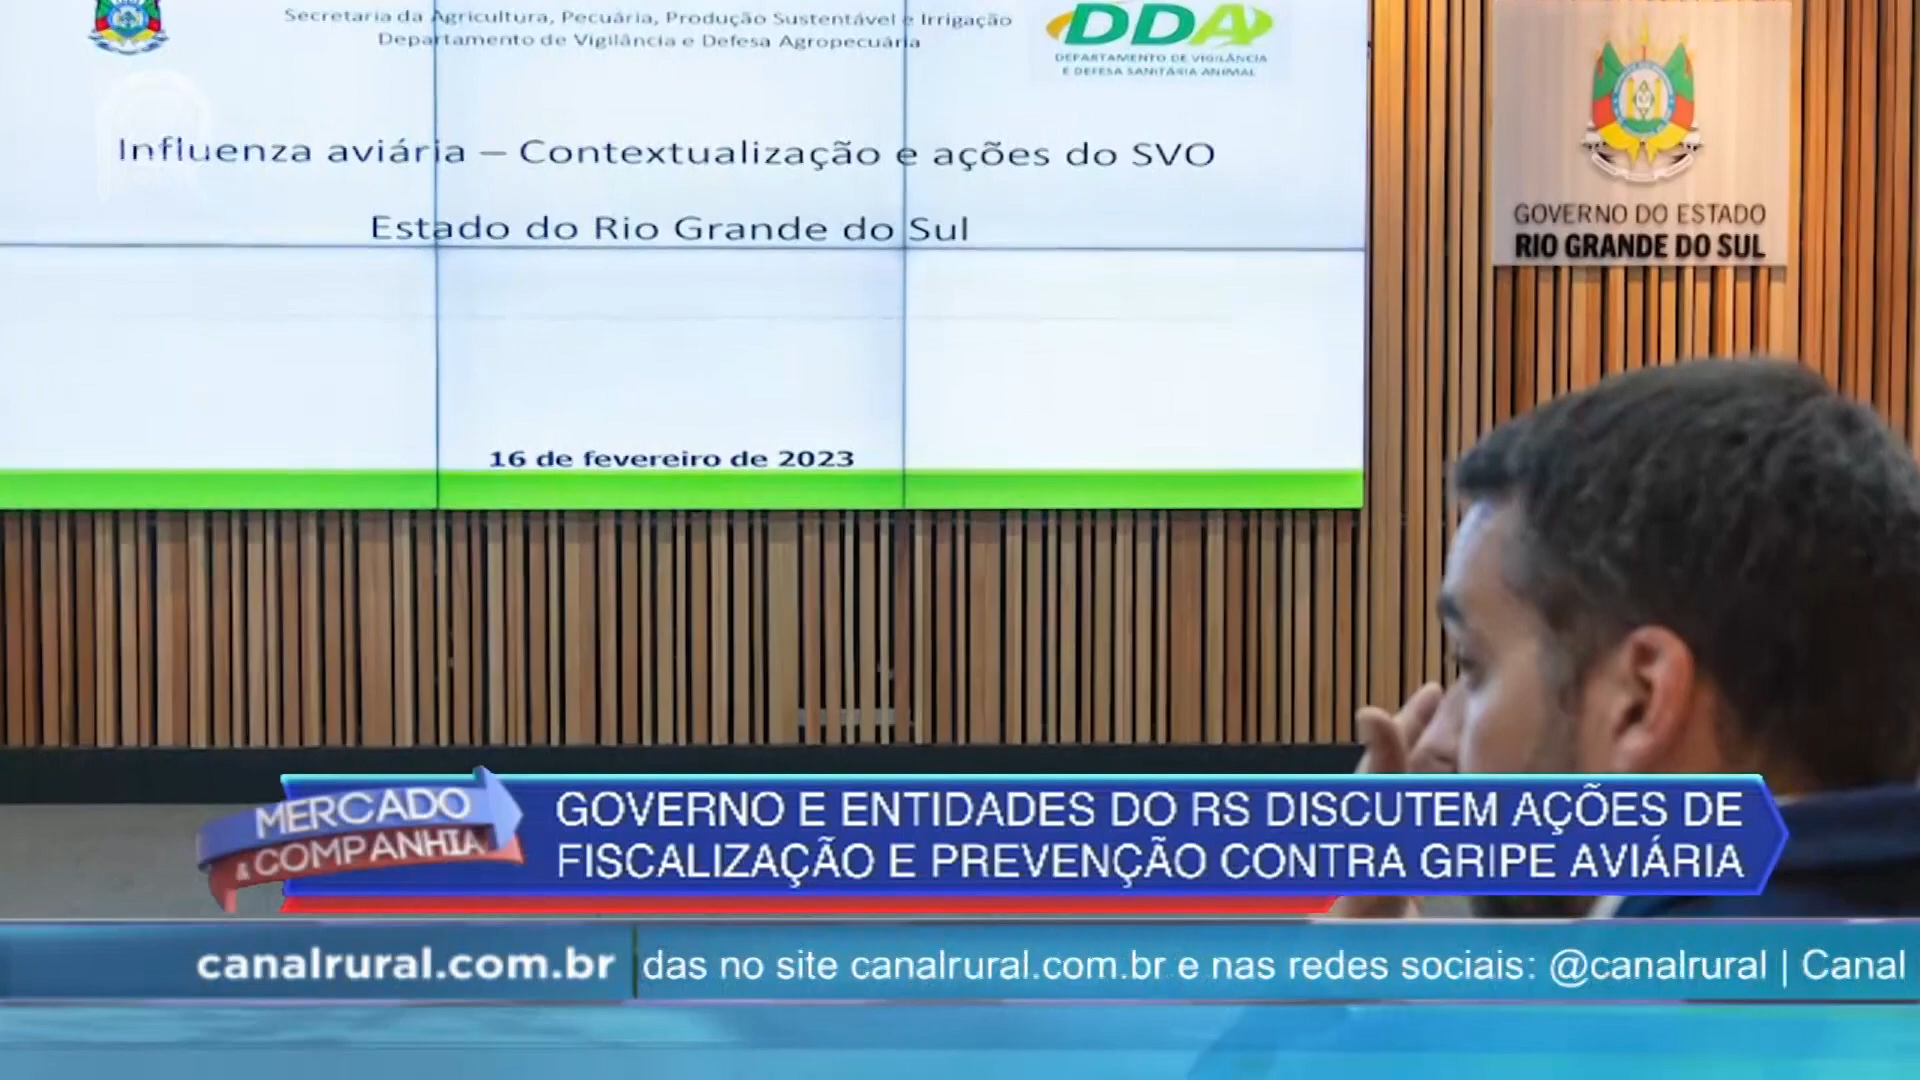 Secretaria da Agricultura, Pecuária, Produção Sustentável e Irrigação
Departamento de Vigilância e Defesa Agropecuária
DDA
DEPARTAMENTO DE VIGILÂNCIA
E DEFESA SANITÁRIA ANIMAL
Influenza aviária – Contextualização e ações do SVO
Estado do Rio Grande do Sul
16 de fevereiro de 2023
GOVERNO DO ESTADO
RIO GRANDE DO SUL
MERCADO
& COMPANHIA
GOVERNO E ENTIDADES DO RS DISCUTEM AÇÕES DE
FISCALIZAÇÃO E PREVENÇÃO CONTRA GRIPE AVIÁRIA
canalrural.com.br
das no site canalrural.com.br e nas redes sociais: @canalrural | Canal